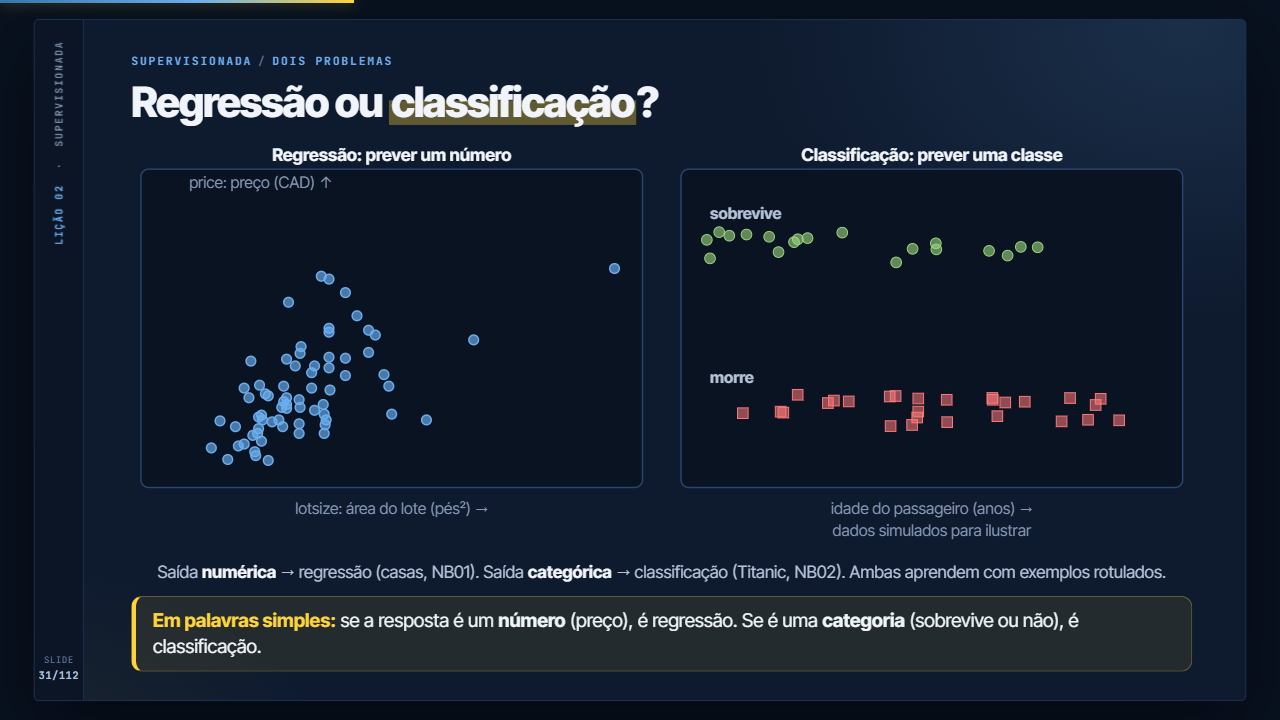 LIÇÃO 02 · SUPERVISIONADA
SUPERVISIONADA / DOIS PROBLEMAS
Regressão ou classificação?
Regressão: prever um número
price: preço (CAD) ↑
lotsize: área do lote (pés²) →
Classificação: prever uma classe
sobrevive
morre
idade do passageiro (anos) →
dados simulados para ilustrar
Saída numérica → regressão (casas, NB01). Saída categórica → classificação (Titanic, NB02). Ambas aprendem com exemplos rotulados.
Em palavras simples: se a resposta é um número (preço), é regressão. Se é uma categoria (sobrevive ou não), é
classificação.
SLIDE
31/112